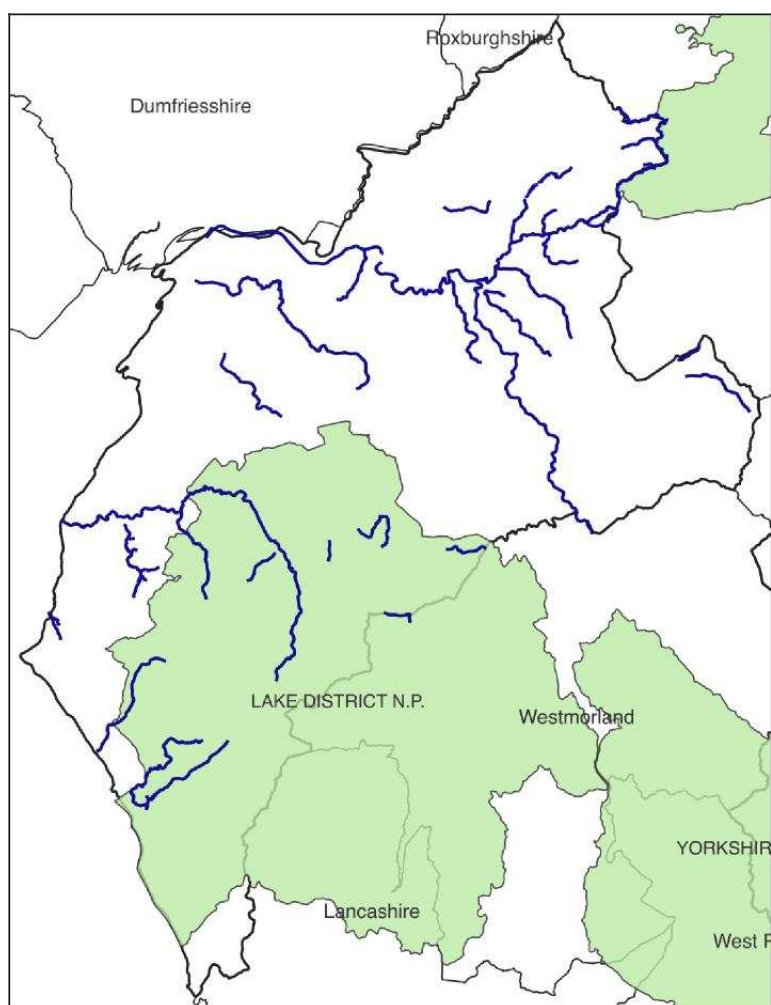 Roxburghshire
Dumfriesshire
LAKE DISTRICT N.P.
Westmorland
YORKSHIR
Lancashire
West R